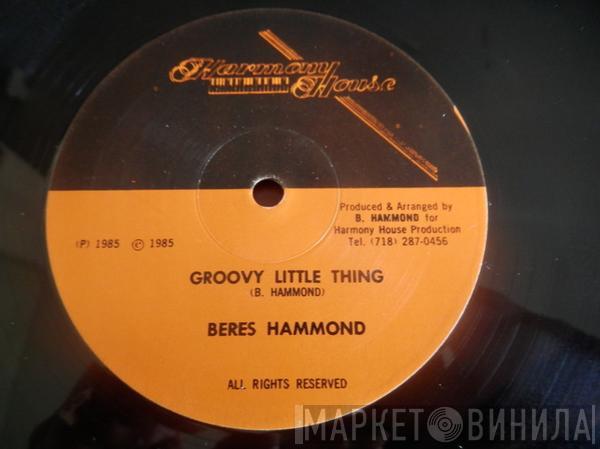 Harmony
House
Produced & Arranged by
B. HAMMOND for
Harmony House Production
Tel. (718) 287-0456
(P) 1985 © 1985
GROOVY LITTLE THING
(B. HAMMOND)
BERES HAMMOND
ALL RIGHTS RESERVED
МАРКЕТ ВИНИЛА